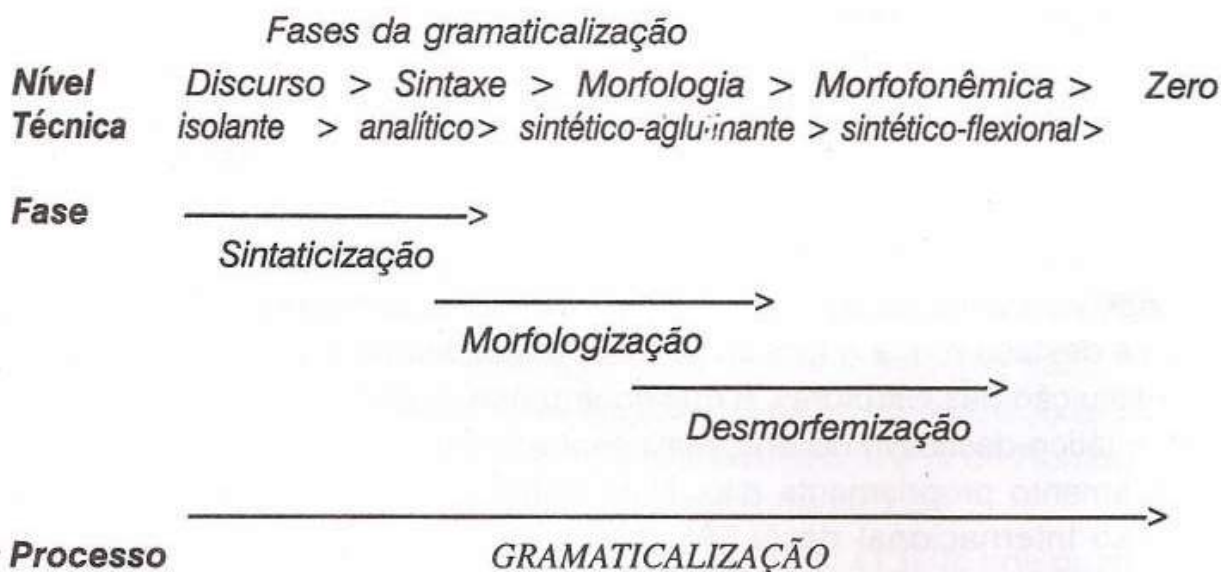 Fases da gramaticalização
Nível Discurso > Sintaxe > Morfologia > Morfofonêmica > Zero
Técnica isolante > analítico> sintético-aglutinante > sintético-flexional>
Fase
Sintaticização
Morfologização
Desmorfemização
Processo GRAMATICALIZAÇÃO